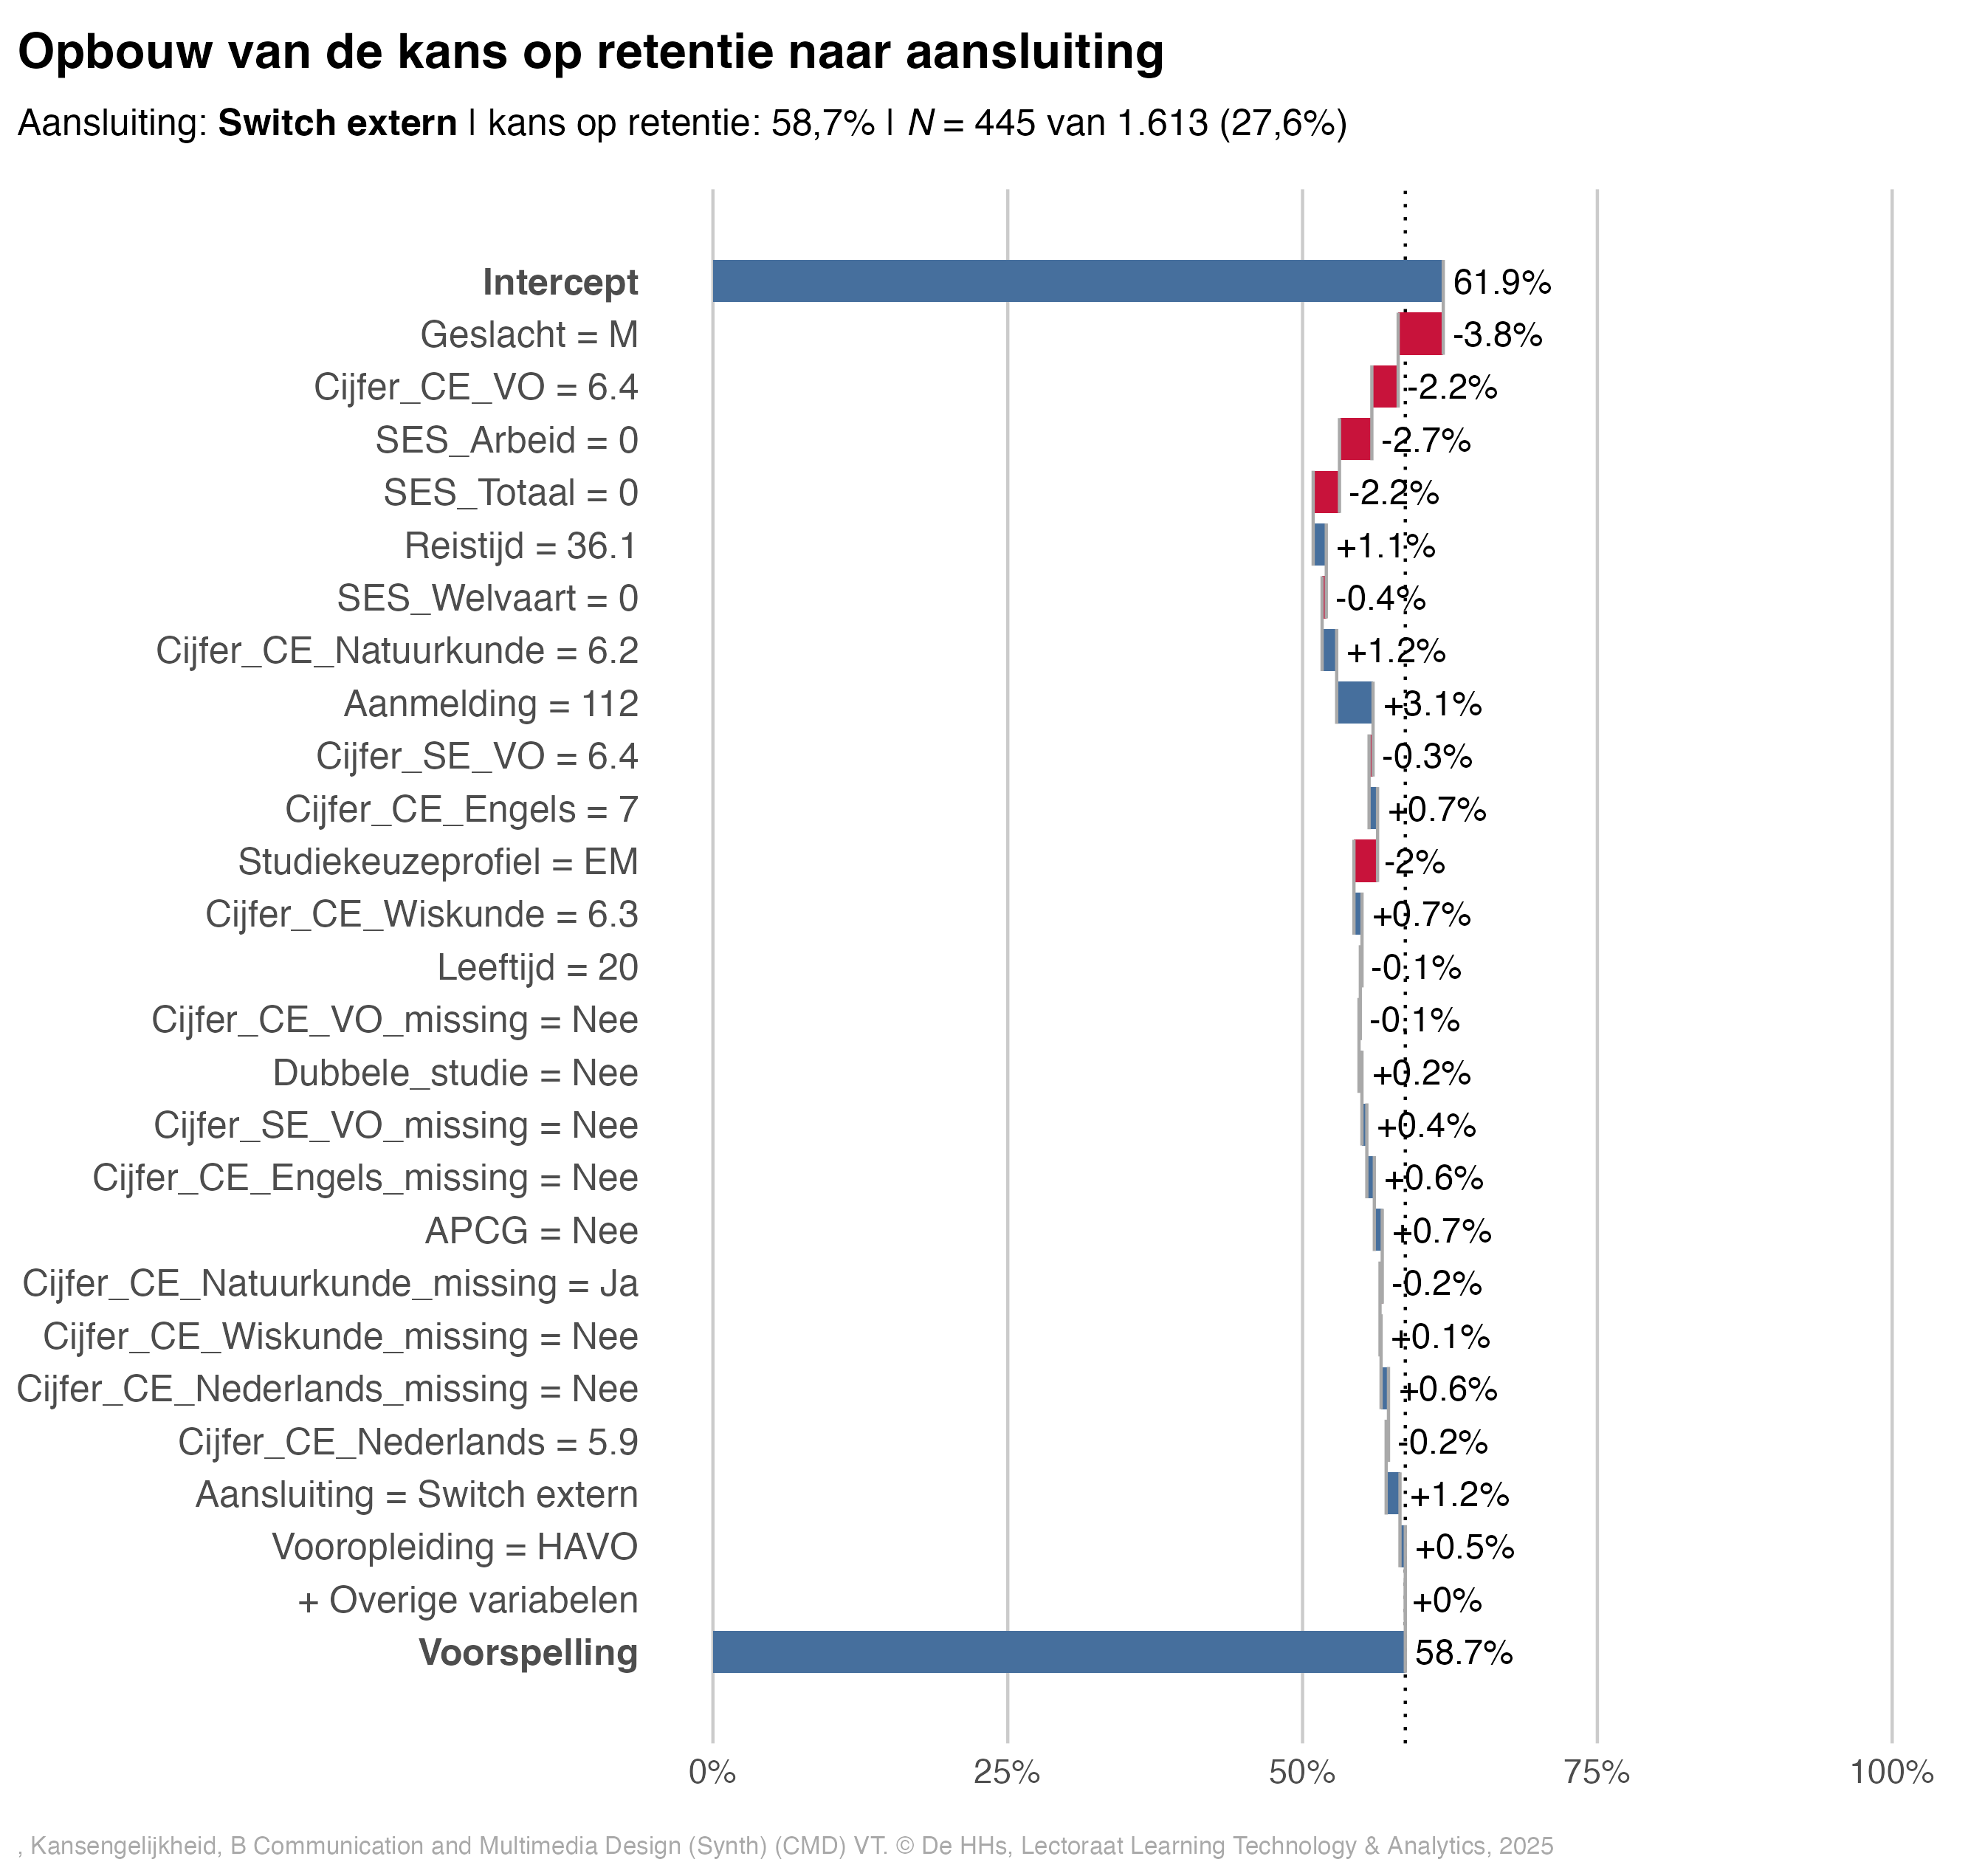 Opbouw van de kans op retentie naar aansluiting
Aansluiting: Switch extern | kans op retentie: 58,7% | N = 445 van 1.613 (27,6%)
Intercept 61.9%
Geslacht = M -3.8%
Cijfer_CE_VO = 6.4 -2.2%
SES_Arbeid = 0 -2.7%
SES_Totaal = 0 -2.2%
Reistijd = 36.1 +1.1%
SES_Welvaart = 0 -0.4%
Cijfer_CE_Natuurkunde = 6.2 +1.2%
Aanmelding = 112 +3.1%
Cijfer_SE_VO = 6.4 -0.3%
Cijfer_CE_Engels = 7 +0.7%
Studiekeuzeprofiel = EM -2%
Cijfer_CE_Wiskunde = 6.3 +0.7%
Leeftijd = 20 -0.1%
Cijfer_CE_VO_missing = Nee -0.1%
Dubbele_studie = Nee +0.2%
Cijfer_SE_VO_missing = Nee +0.4%
Cijfer_CE_Engels_missing = Nee +0.6%
APCG = Nee +0.7%
Cijfer_CE_Natuurkunde_missing = Ja -0.2%
Cijfer_CE_Wiskunde_missing = Nee +0.1%
Cijfer_CE_Nederlands_missing = Nee +0.6%
Cijfer_CE_Nederlands = 5.9 -0.2%
Aansluiting = Switch extern +1.2%
Vooropleiding = HAVO +0.5%
+ Overige variabelen +0%
Voorspelling 58.7%
0% 25% 50% 75% 100%
, Kansengelijkheid, B Communication and Multimedia Design (Synth) (CMD) VT. © De HHs, Lectoraat Learning Technology & Analytics, 2025